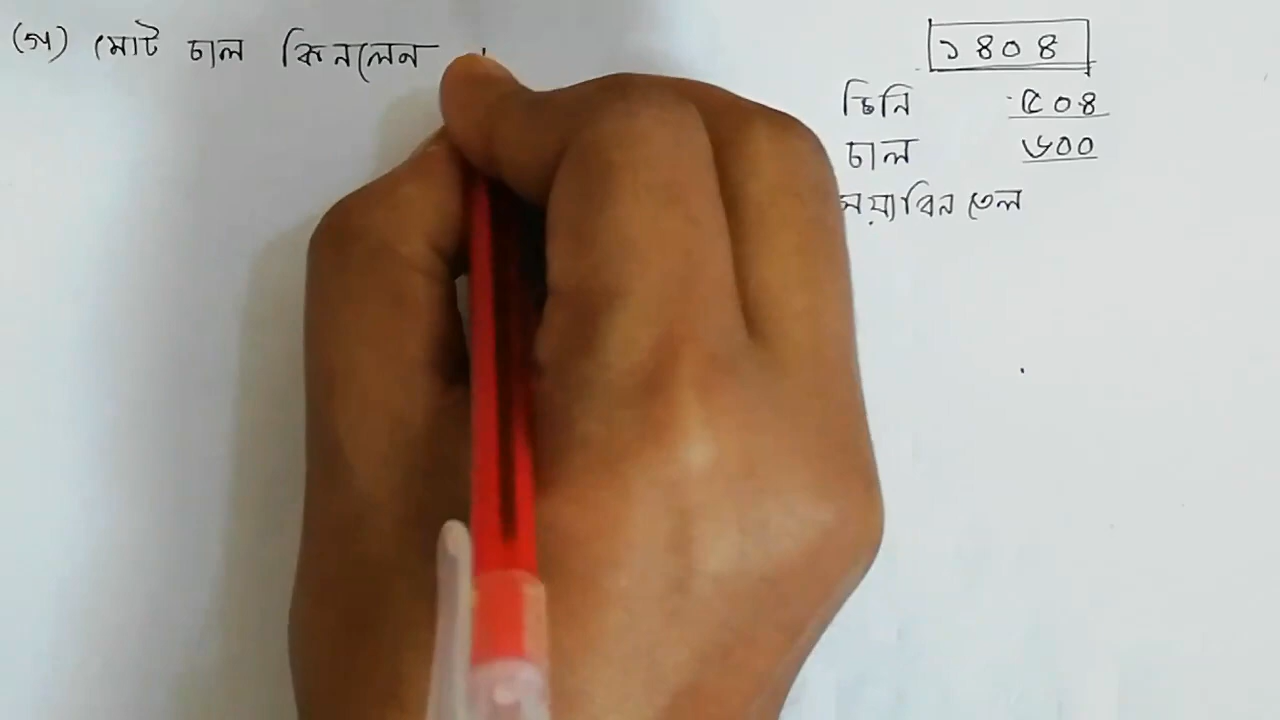 (গ) মোট চাল কিনলেন
১৪০৪
চিনি ৫০৪
চাল ৬০০
সয়াবিন তেল